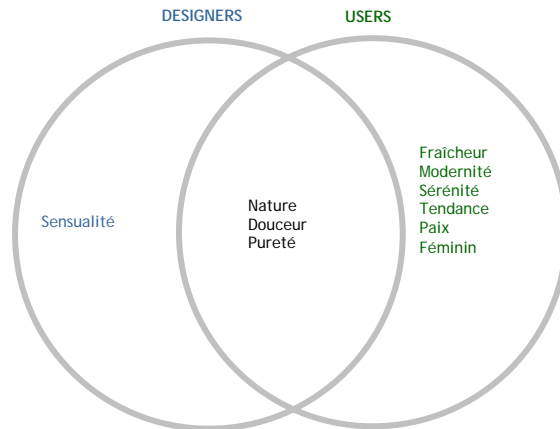 DESIGNERS
USERS
Sensualité
Nature
Douceur
Pureté
Fraîcheur
Modernité
Sérénité
Tendance
Paix
Féminin